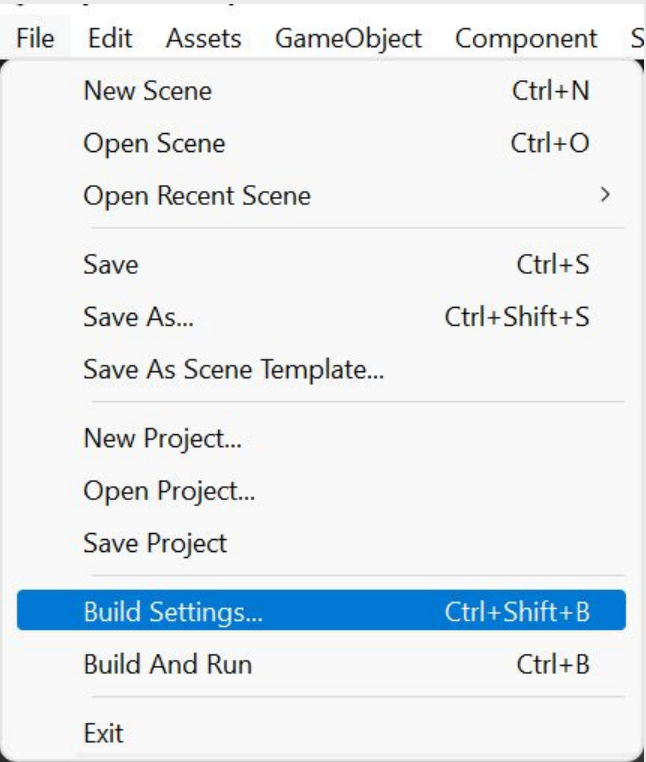 File Edit Assets GameObject Component S
New Scene Ctrl+N
Open Scene Ctrl+O
Open Recent Scene >
Save Ctrl+S
Save As... Ctrl+Shift+S
Save As Scene Template...
New Project...
Open Project...
Save Project
Build Settings... Ctrl+Shift+B
Build And Run Ctrl+B
Exit